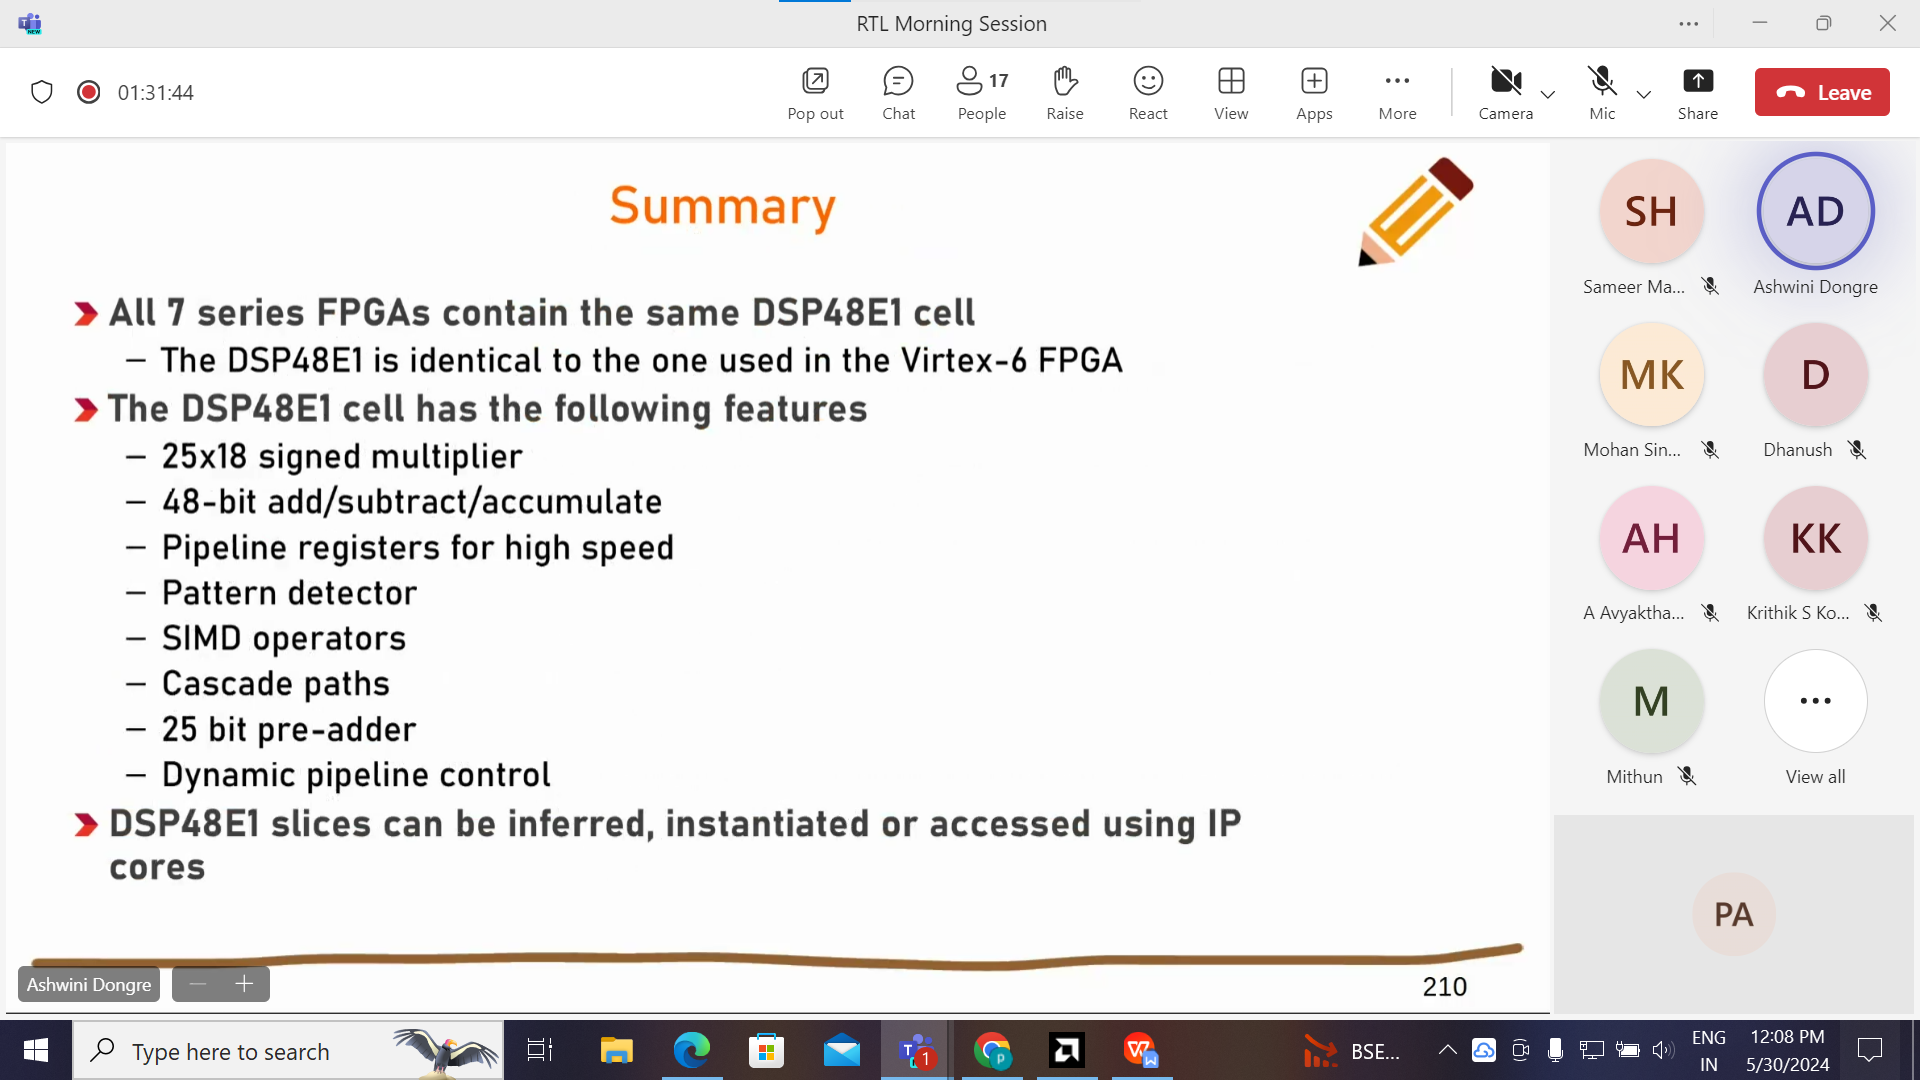 RTL Morning Session
01:31:44
Pop out
Chat
17
People
Raise
React
View
Apps
More
Camera
Mic
Share
Leave
Summary
All 7 series FPGAs contain the same DSP48E1 cell
– The DSP48E1 is identical to the one used in the Virtex-6 FPGA
The DSP48E1 cell has the following features
– 25x18 signed multiplier
– 48-bit add/subtract/accumulate
– Pipeline registers for high speed
– Pattern detector
– SIMD operators
– Cascade paths
– 25 bit pre-adder
– Dynamic pipeline control
DSP48E1 slices can be inferred, instantiated or accessed using IP
cores
210
Ashwini Dongre
SH
Sameer Ma...
AD
Ashwini Dongre
MK
Mohan Sin...
D
Dhanush
AH
A Avyaktha...
KK
Krithik S Ko...
M
Mithun
View all
PA
Type here to search
1
p
BSE...
ENG
IN
12:08 PM
5/30/2024